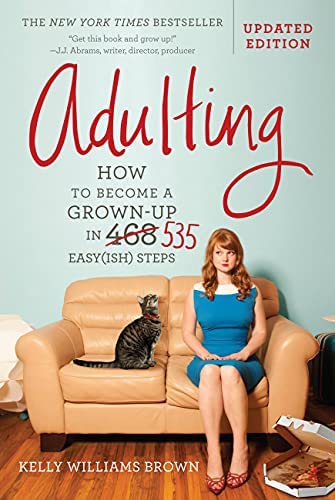 THE NEW YORK TIMES BESTSELLER
"Get this book and grow up!"
—J.J. Abrams, writer, director, producer
UPDATED
EDITION
Adulting
HOW
TO BECOME A
GROWN-UP
IN 468 535
EASY(ISH) STEPS
KELLY WILLIAMS BROWN